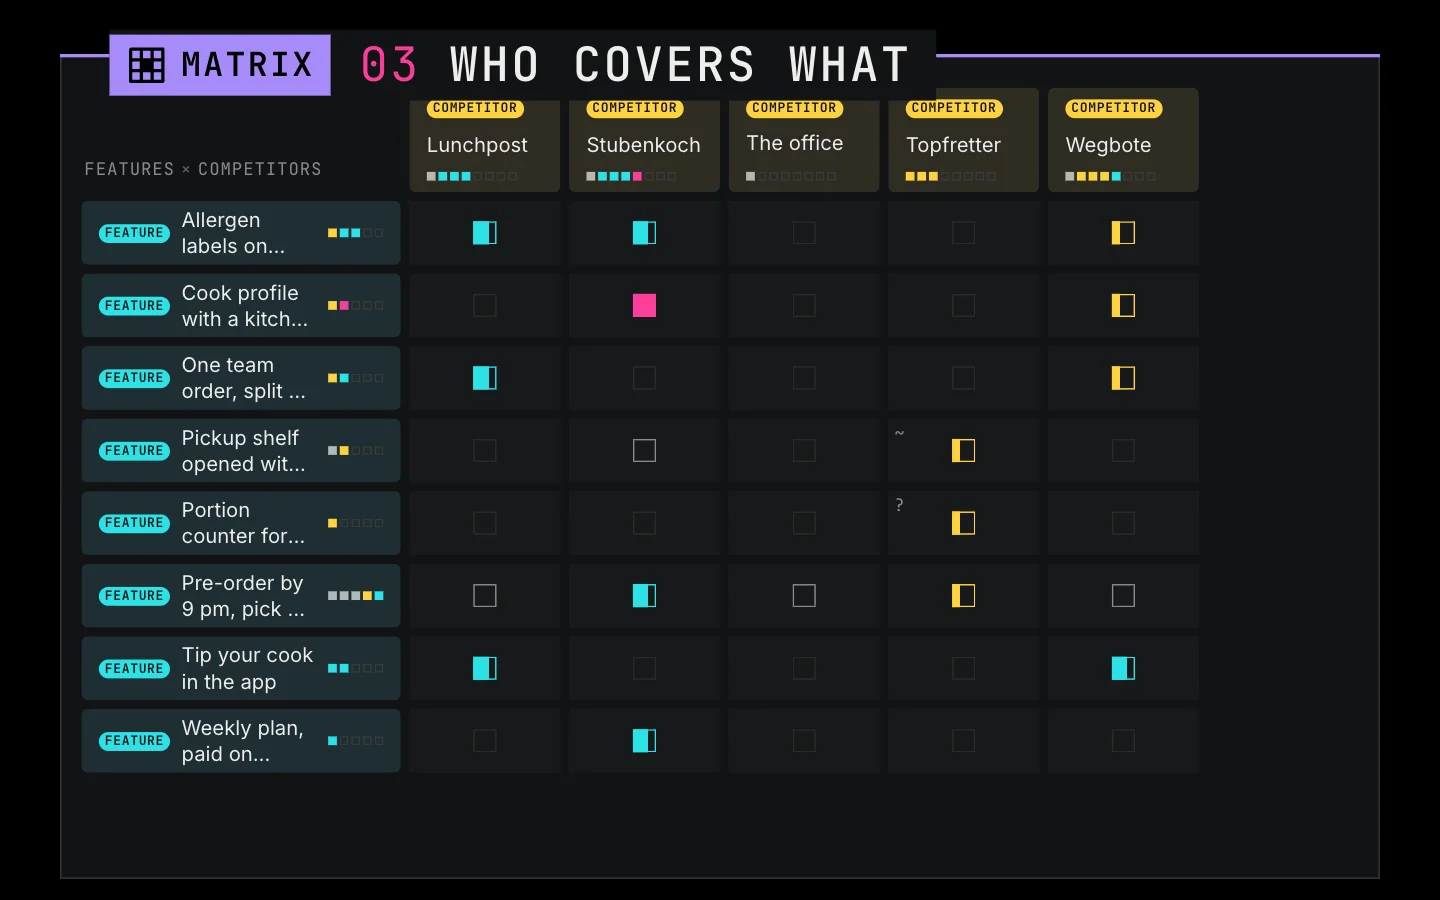 MATRIX
03 WHO COVERS WHAT
COMPETITOR
Lunchpost
COMPETITOR
Stubenkoch
COMPETITOR
The office
COMPETITOR
Topfretter
COMPETITOR
Wegbote
FEATURES × COMPETITORS
FEATURE
Allergen
labels on...
FEATURE
Cook profile
with a kitch...
FEATURE
One team
order, split ...
FEATURE
Pickup shelf
opened wit...
~
FEATURE
Portion
counter for...
?
FEATURE
Pre-order by
9 pm, pick ...
FEATURE
Tip your cook
in the app
FEATURE
Weekly plan,
paid on...